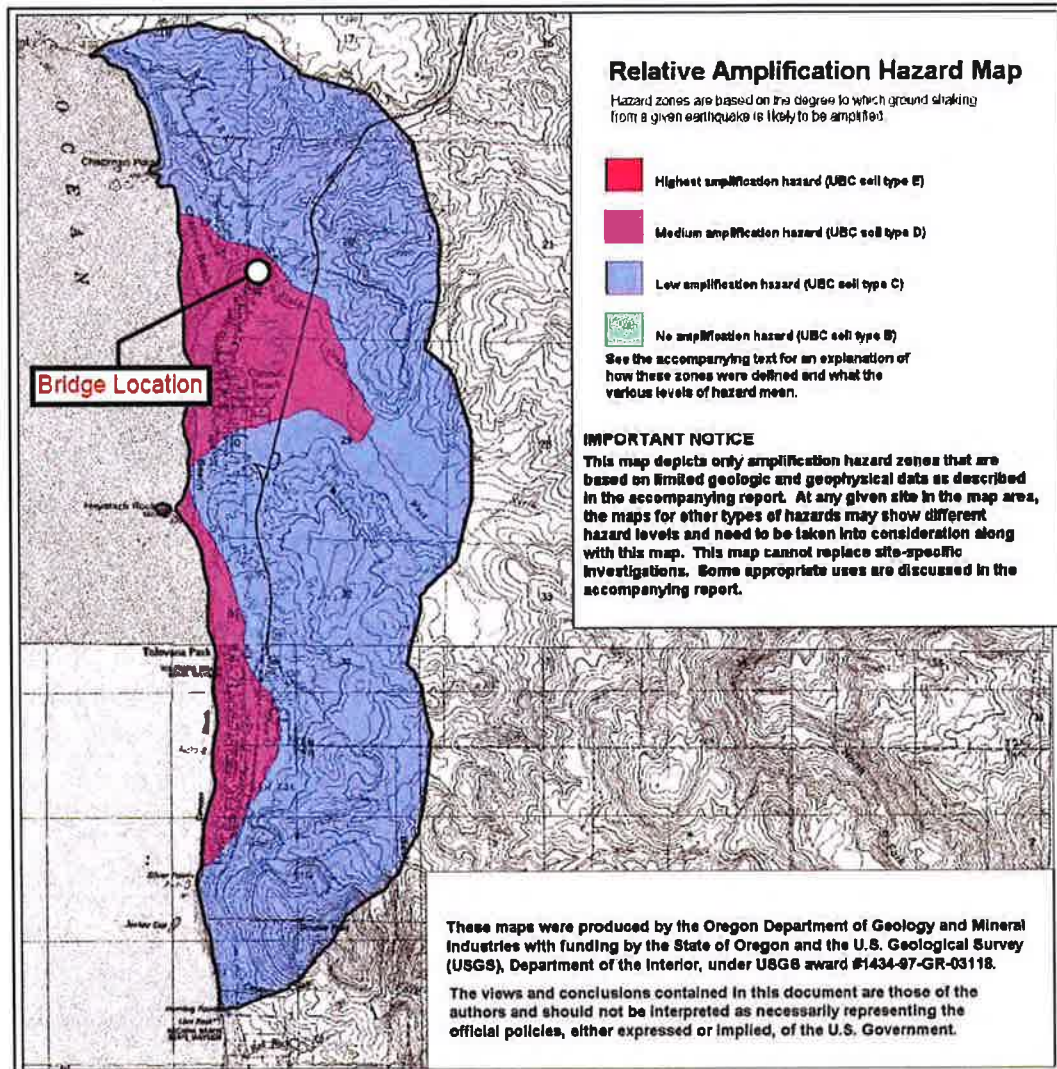 Relative Amplification Hazard Map
Hazard zones are based on the degree to which ground shaking
from a given earthquake is likely to be amplified.
Highest amplification hazard (UBC soil type E)
Medium amplification hazard (UBC soil type D)
Low amplification hazard (UBC soil type C)
No amplification hazard (UBC soil type B)
See the accompanying text for an explanation of
how these zones were defined and what the
various levels of hazard mean.
IMPORTANT NOTICE
This map depicts only amplification hazard zones that are
based on limited geologic and geophysical data as described
in the accompanying report. At any given site in the map area,
the maps for other types of hazards may show different
hazard levels and need to be taken into consideration along
with this map. This map cannot replace site-specific
investigations. Some appropriate uses are discussed in the
accompanying report.
OCEAN
17
Chapman Point
21
Bridge Location
Cannon
Beach
Haystack Rock
33
Tolovana Park
Silver Point
These maps were produced by the Oregon Department of Geology and Mineral
Industries with funding by the State of Oregon and the U.S. Geological Survey
(USGS), Department of the Interior, under USGS award #1434-97-GR-03118.
The views and conclusions contained in this document are those of the
authors and should not be interpreted as necessarily representing the
official policies, either expressed or implied, of the U.S. Government.